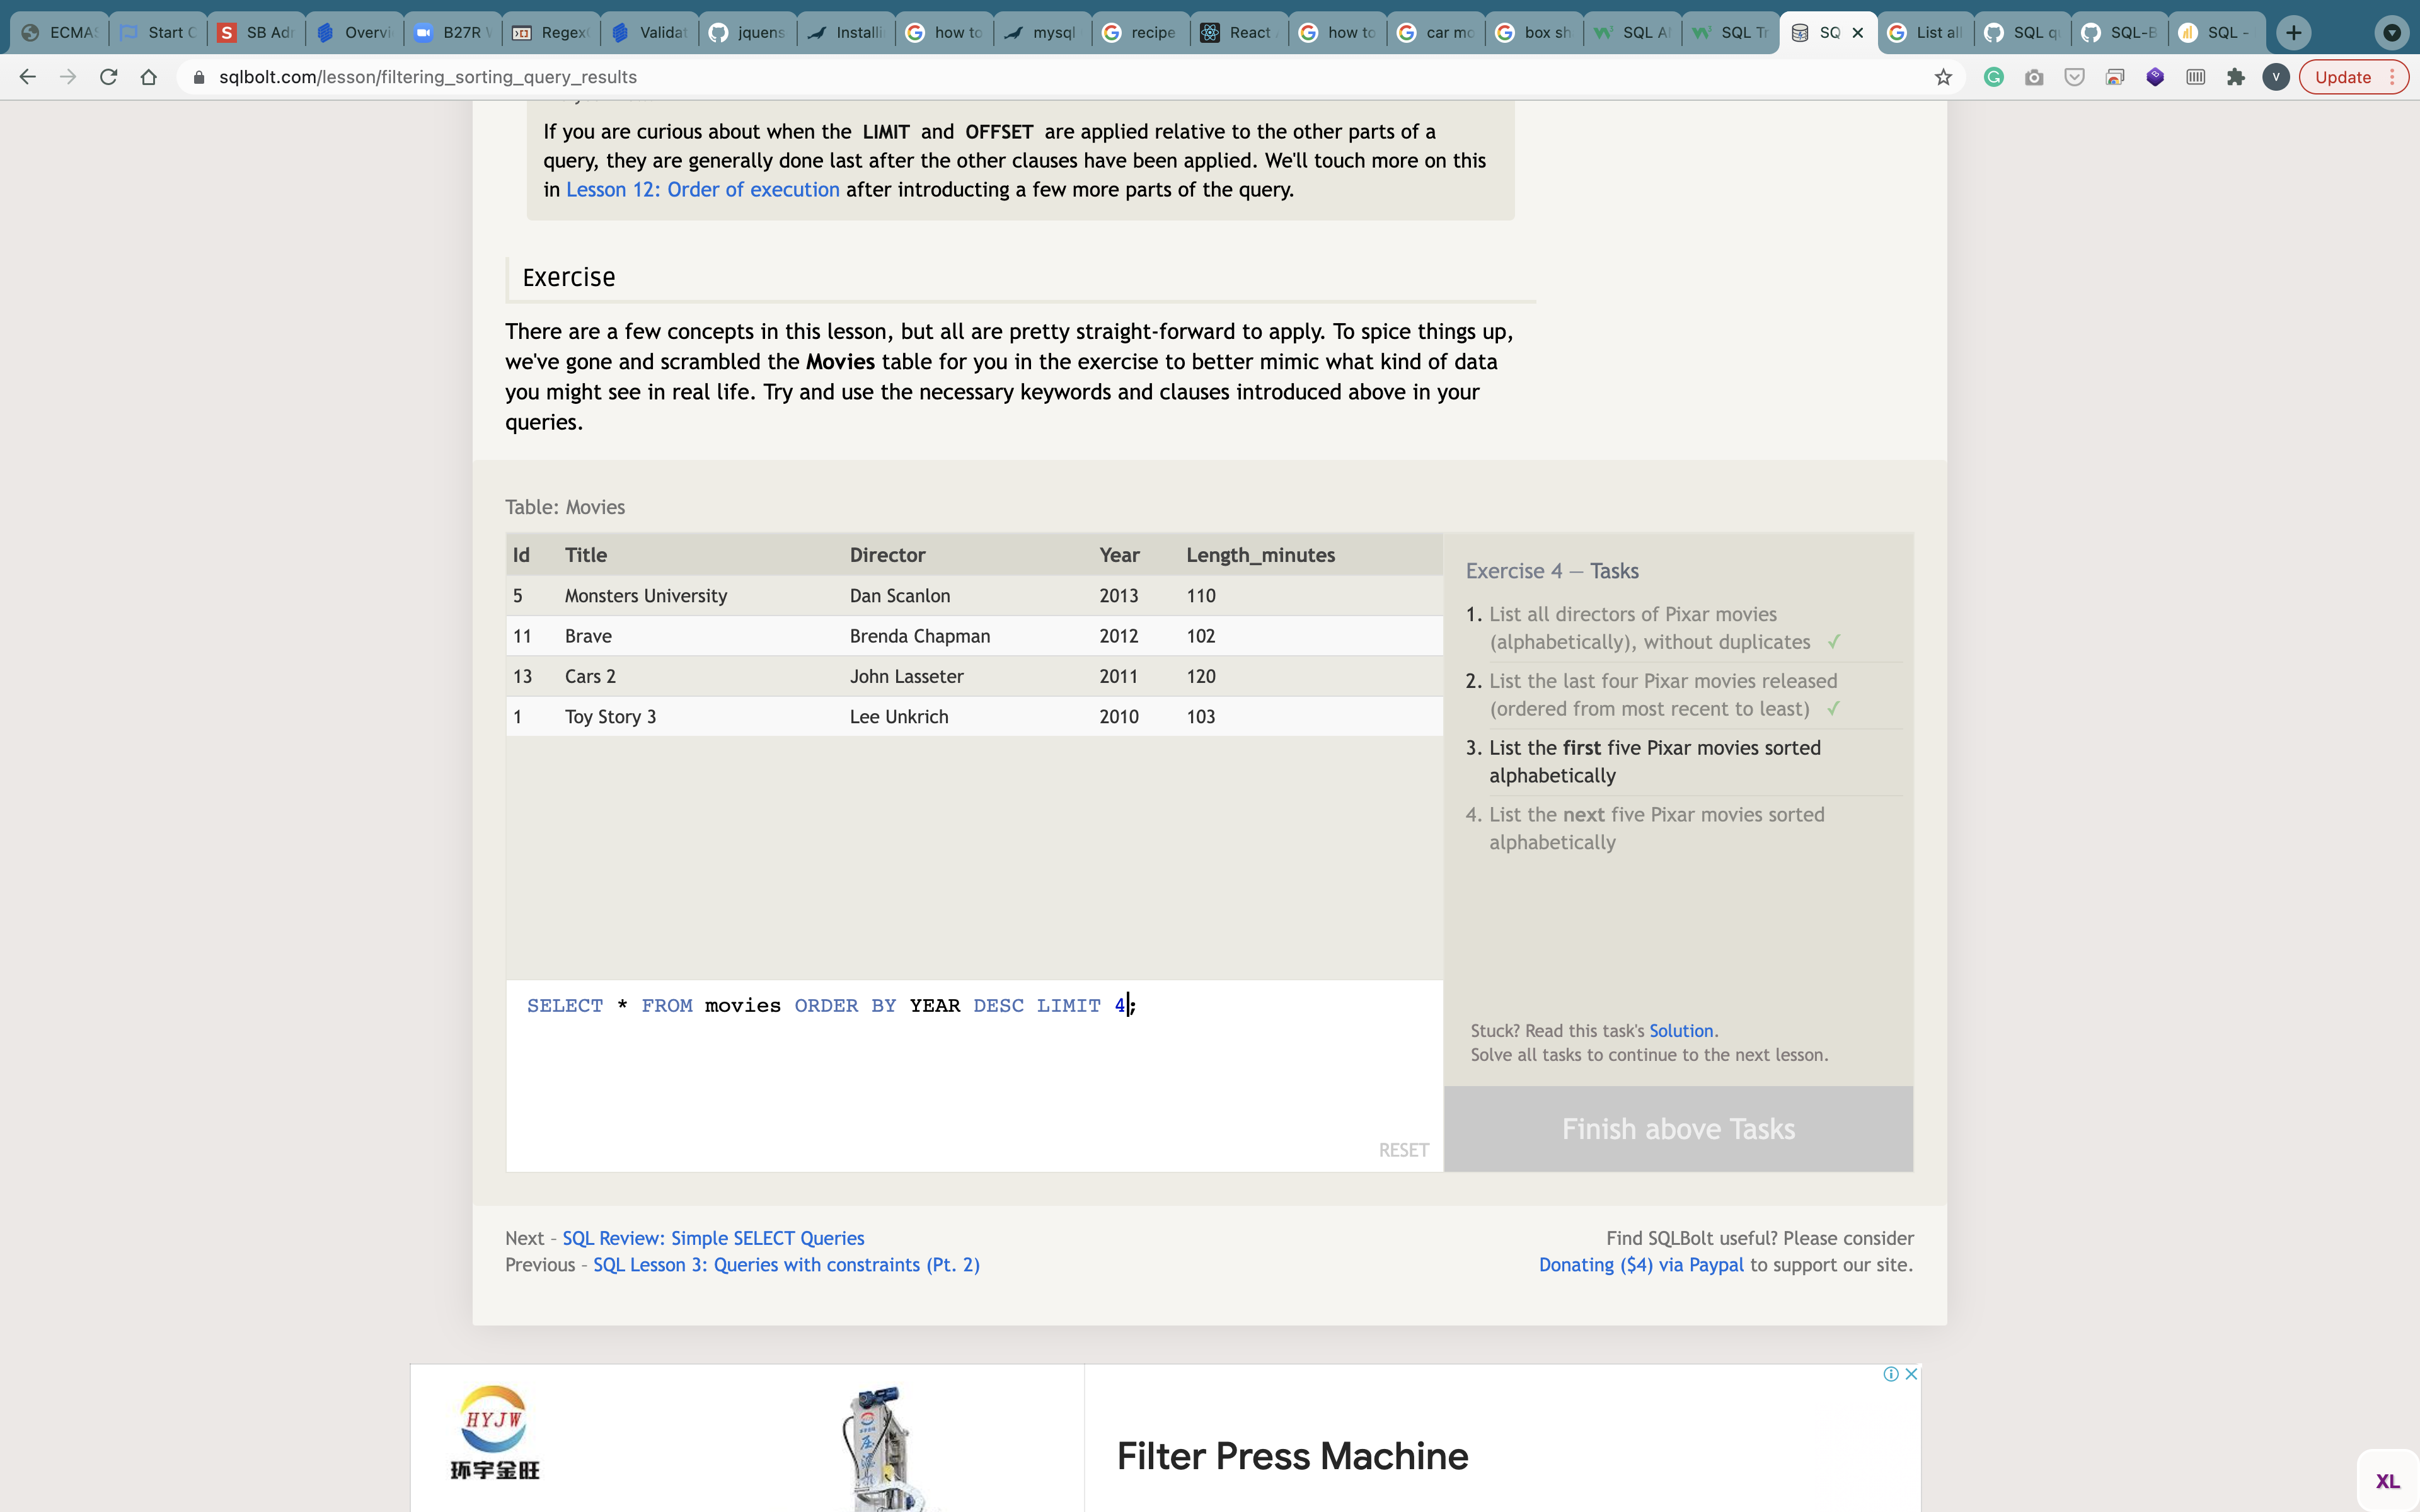 ECMAS
Start C
SB Adm
Overvi
B27R V
RegexO
Validat
jquens
Installi
how to
mysql
recipe
React
how to
car mo
box sh
SQL Al
SQL Tr
SQ
List all
SQL q
SQL-B
SQL -
sqlbolt.com/lesson/filtering_sorting_query_results
V
Update
If you are curious about when the LIMIT and OFFSET are applied relative to the other parts of a
query, they are generally done last after the other clauses have been applied. We'll touch more on this
in Lesson 12: Order of execution after introducting a few more parts of the query.
Exercise
There are a few concepts in this lesson, but all are pretty straight-forward to apply. To spice things up,
we've gone and scrambled the Movies table for you in the exercise to better mimic what kind of data
you might see in real life. Try and use the necessary keywords and clauses introduced above in your
queries.
Table: Movies
Id Title Director Year Length_minutes
5 Monsters University Dan Scanlon 2013 110
11 Brave Brenda Chapman 2012 102
13 Cars 2 John Lasseter 2011 120
1 Toy Story 3 Lee Unkrich 2010 103
SELECT * FROM movies ORDER BY YEAR DESC LIMIT 4;
RESET
Exercise 4 — Tasks
1. List all directors of Pixar movies
(alphabetically), without duplicates ✓
2. List the last four Pixar movies released
(ordered from most recent to least) ✓
3. List the first five Pixar movies sorted
alphabetically
4. List the next five Pixar movies sorted
alphabetically
Stuck? Read this task's Solution.
Solve all tasks to continue to the next lesson.
Finish above Tasks
Next – SQL Review: Simple SELECT Queries
Previous – SQL Lesson 3: Queries with constraints (Pt. 2)
Find SQLBolt useful? Please consider
Donating ($4) via Paypal to support our site.
HYJW
环宇金旺
Filter Press Machine
XL